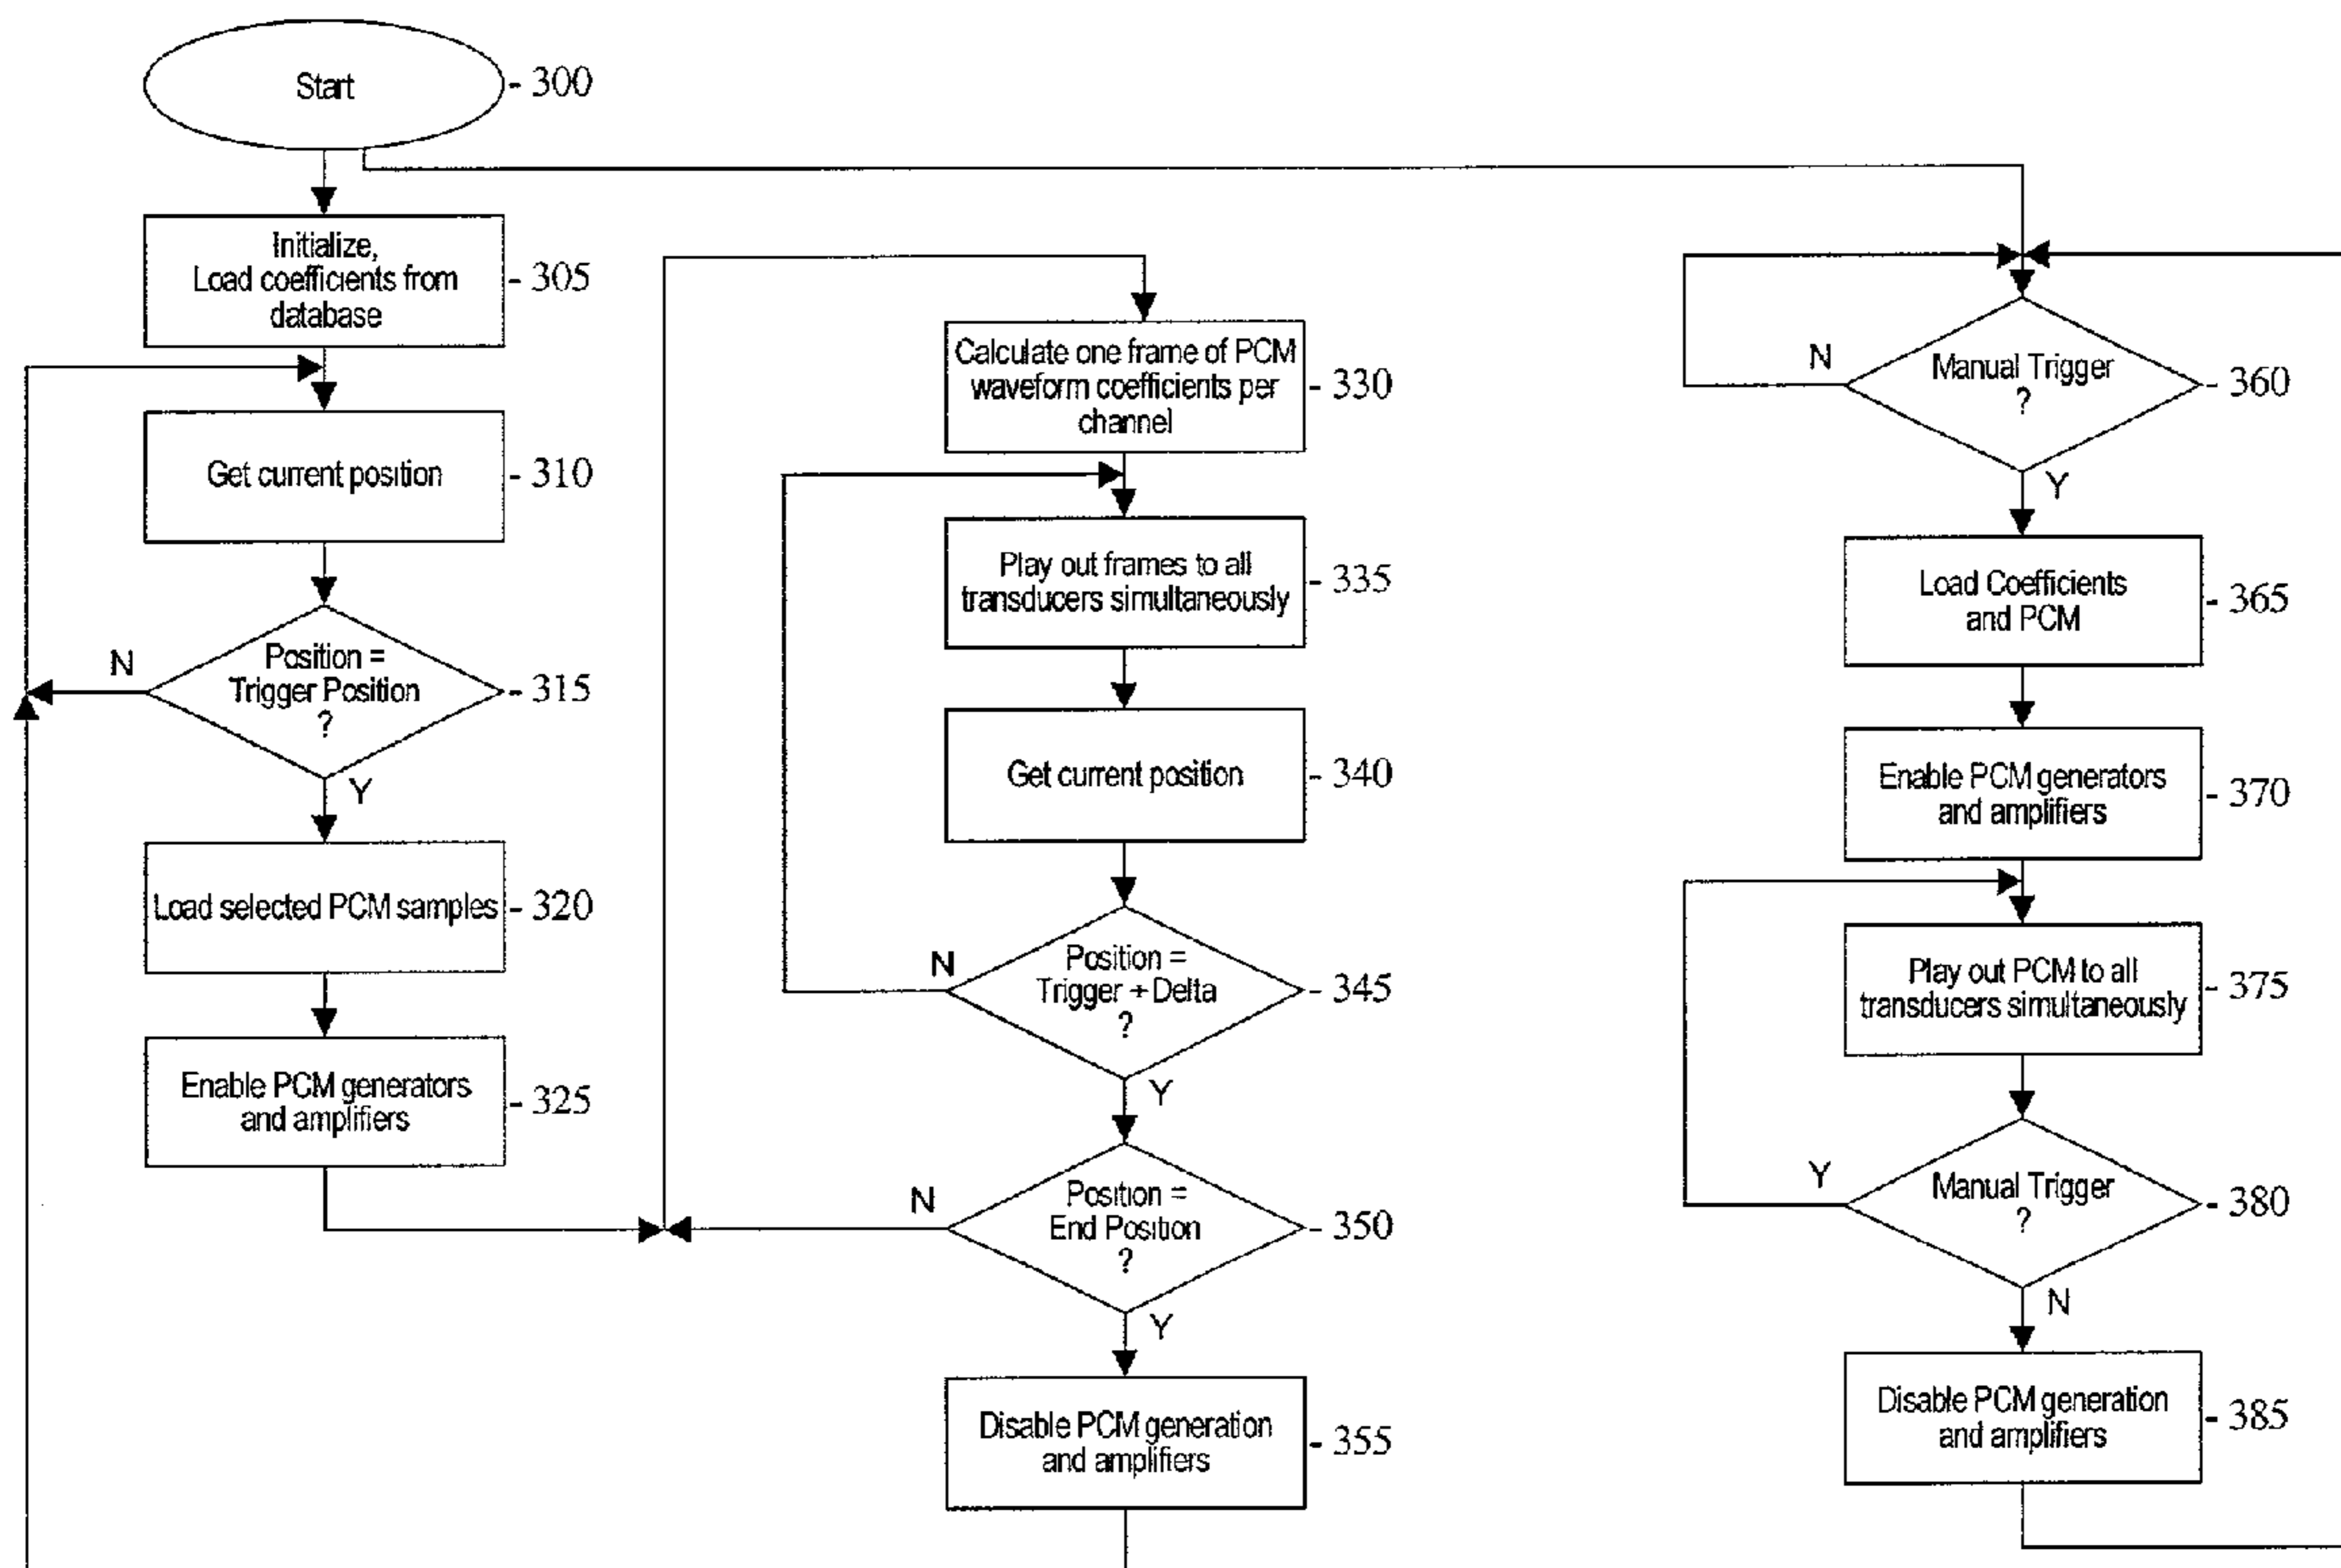 Start
- 300
Initialize,
Load coefficients from
database
- 305
Get current position
- 310
Position =
Trigger Position
?
- 315
N
Y
Load selected PCM samples
- 320
Enable PCM generators
and amplifiers
- 325
Calculate one frame of PCM
waveform coefficients per
channel
- 330
Play out frames to all
transducers simultaneously
- 335
Get current position
- 340
Position =
Trigger + Delta
?
- 345
N
Y
Position =
End Position
?
- 350
N
Y
Disable PCM generation
and amplifiers
- 355
Manual Trigger
?
- 360
N
Y
Load Coefficients
and PCM
- 365
Enable PCM generators
and amplifiers
- 370
Play out PCM to all
transducers simultaneously
- 375
Manual Trigger
?
- 380
Y
N
Disable PCM generation
and amplifiers
- 385